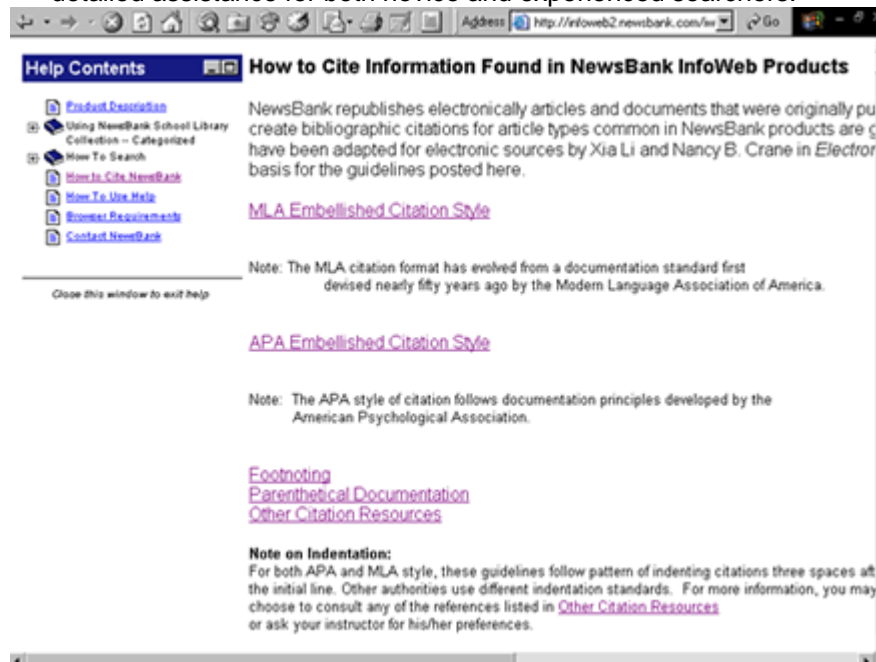 detailed assistance for both novice and experienced searchers.
Address http://infoweb2.newsbank.com/iw Go
Help Contents
Product Description
Using NewsBank School Library
Collection -- Categorized
How To Search
How to Cite NewsBank
How To Use Help
Browser Requirements
Contact NewsBank
Close this window to exit help
How to Cite Information Found in NewsBank InfoWeb Products
NewsBank republishes electronically articles and documents that were originally pu
create bibliographic citations for article types common in NewsBank products are g
have been adapted for electronic sources by Xia Li and Nancy B. Crane in Electron
basis for the guidelines posted here.
MLA Embellished Citation Style
Note: The MLA citation format has evolved from a documentation standard first
devised nearly fifty years ago by the Modern Language Association of America.
APA Embellished Citation Style
Note: The APA style of citation follows documentation principles developed by the
American Psychological Association.
Footnoting
Parenthetical Documentation
Other Citation Resources
Note on Indentation:
For both APA and MLA style, these guidelines follow pattern of indenting citations three spaces aft
the initial line. Other authorities use different indentation standards. For more information, you may
choose to consult any of the references listed in Other Citation Resources
or ask your instructor for his/her preferences.